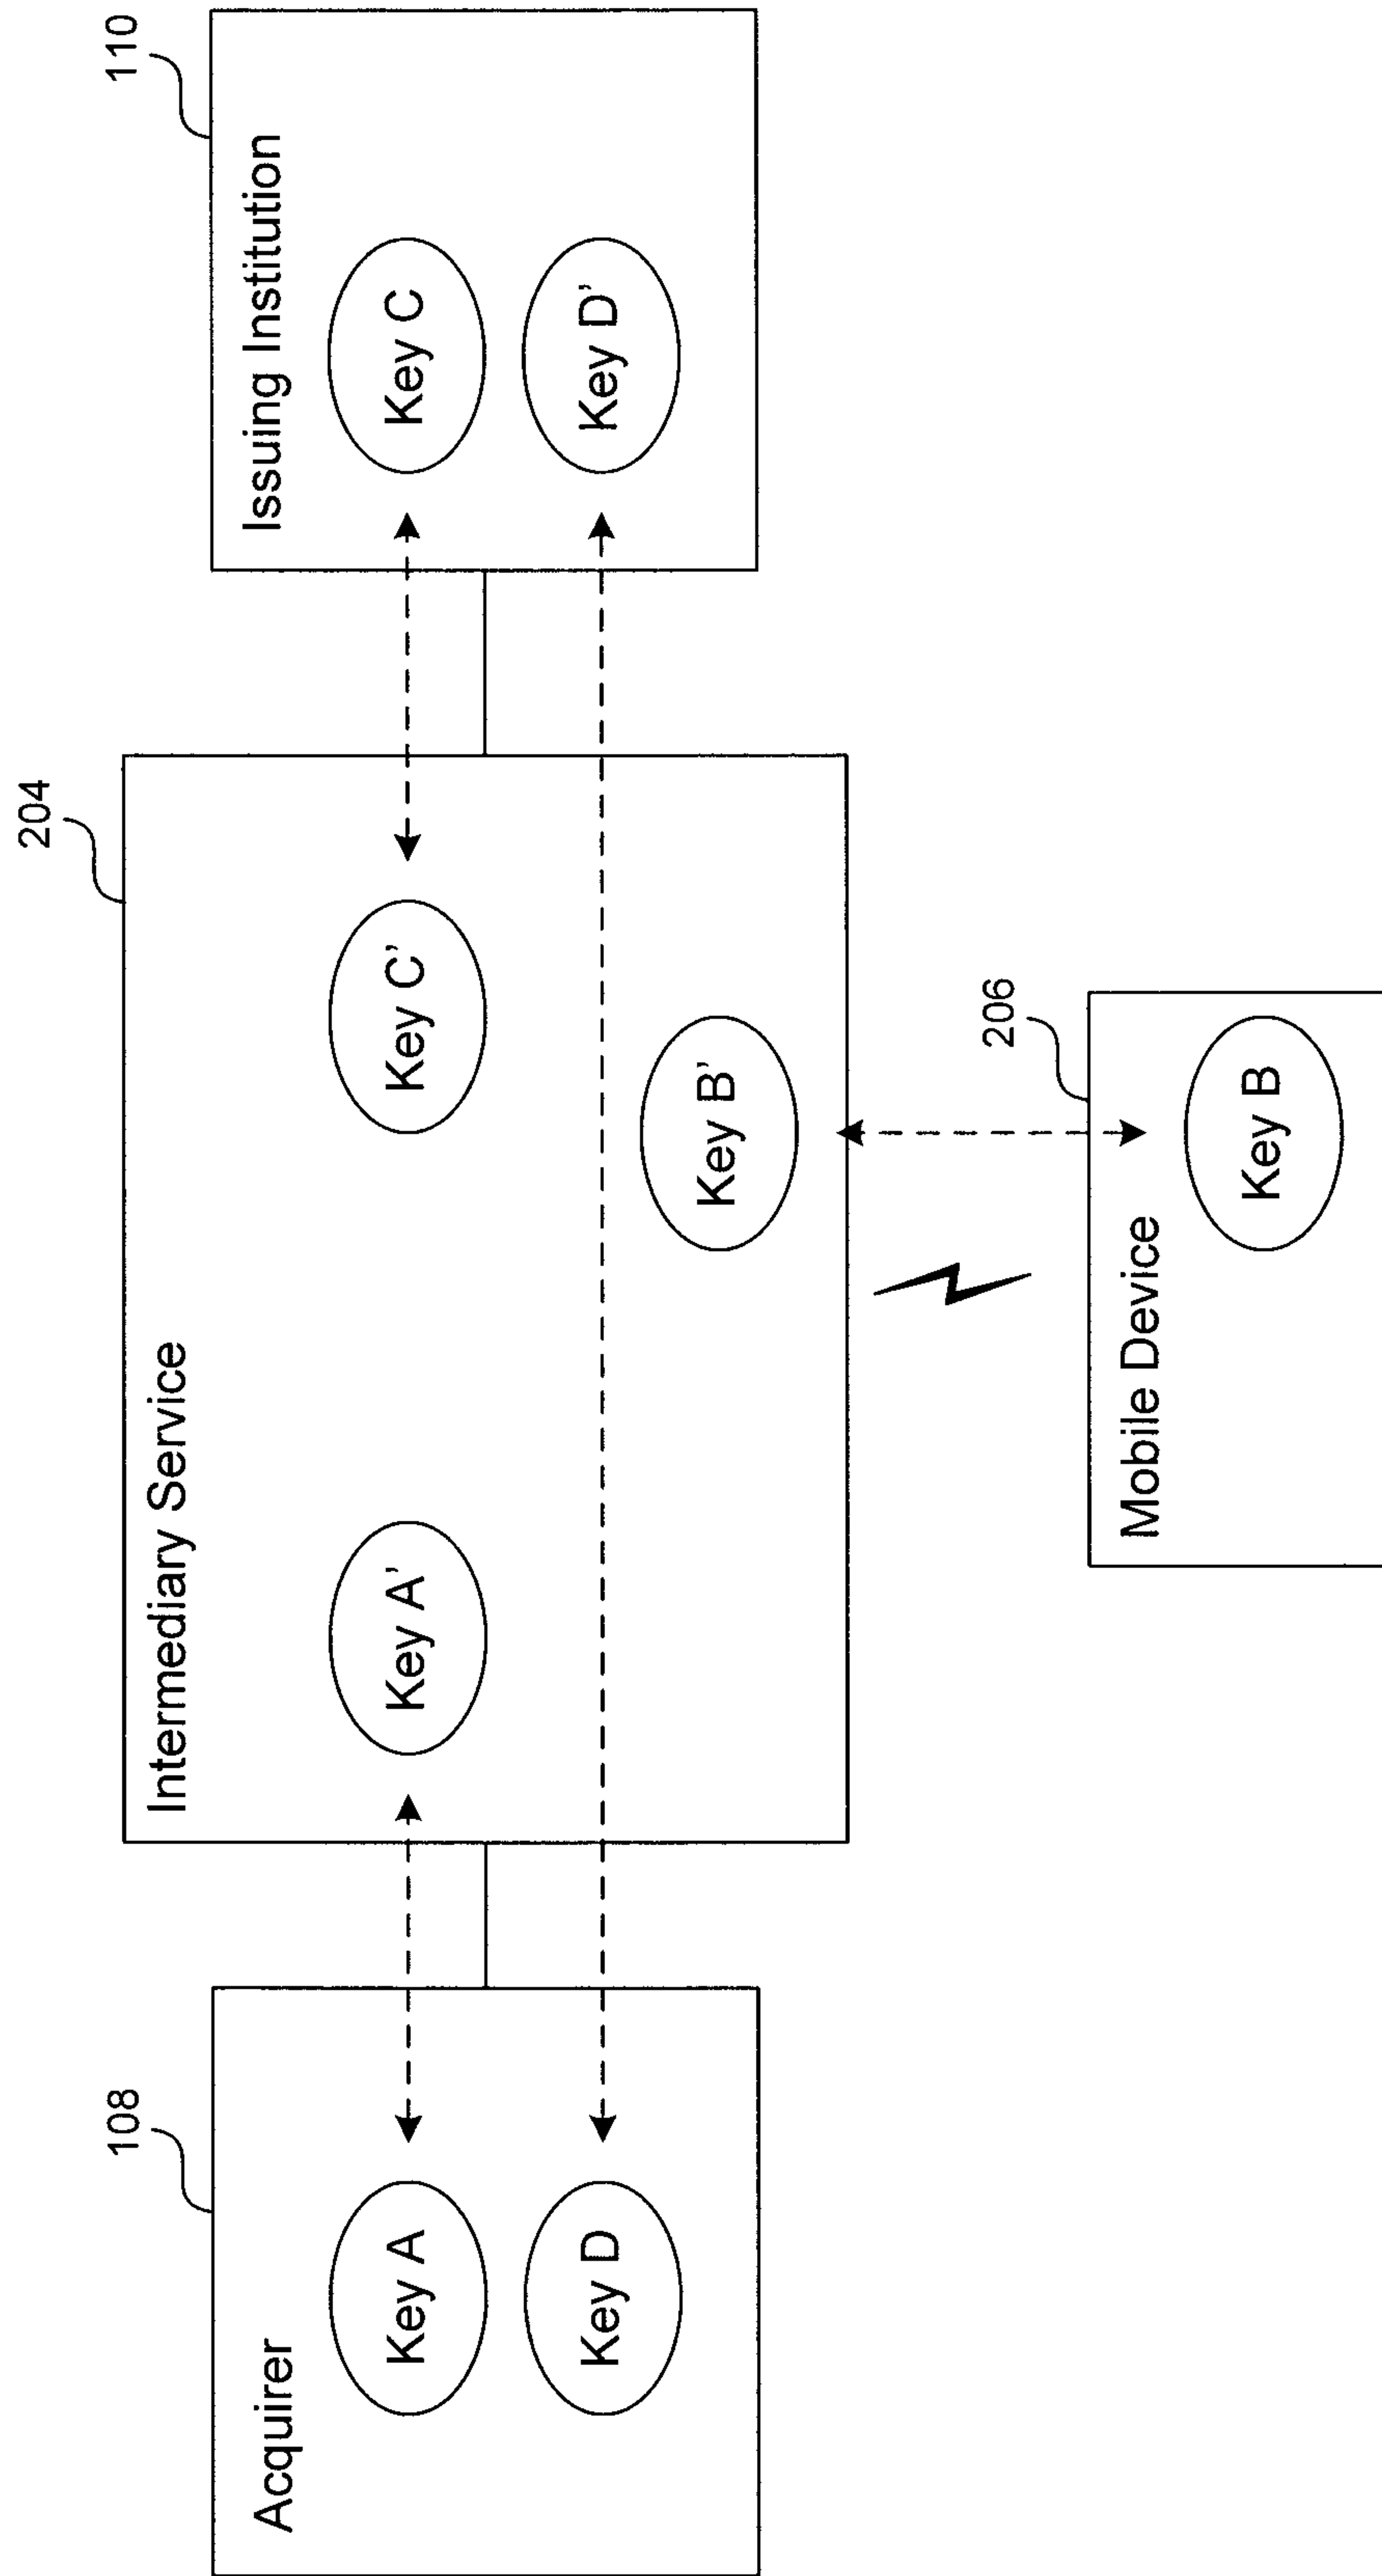 108
Acquirer
Key A
Key D
204
Intermediary Service
Key A'
Key C'
Key B'
110
Issuing Institution
Key C
Key D'
206
Mobile Device
Key B